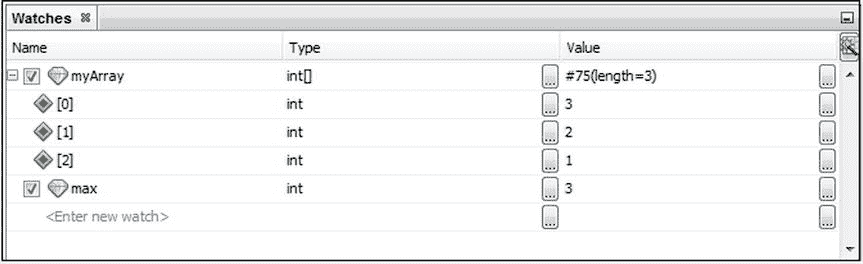 Watches
Name Type Value
myArray int[] ... #75(length=3) ...
[0] int ... 3 ...
[1] int ... 2 ...
[2] int ... 1 ...
max int ... 3 ...
<Enter new watch> ... ...